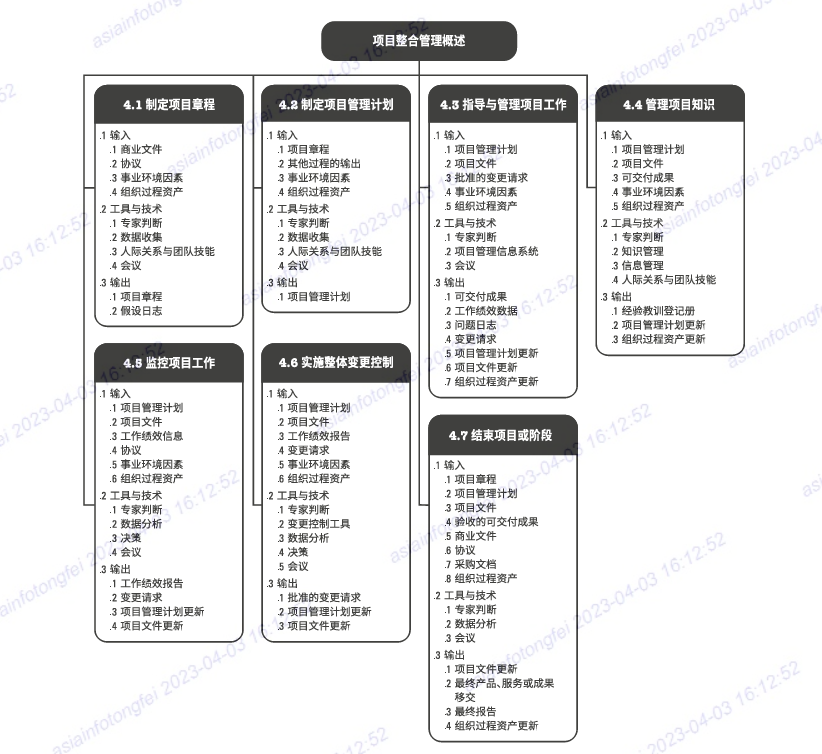 项目整合管理概述
4.1 制定项目章程
.1 输入
.1 商业文件
.2 协议
.3 事业环境因素
.4 组织过程资产
.2 工具与技术
.1 专家判断
.2 数据收集
.3 人际关系与团队技能
.4 会议
.3 输出
.1 项目章程
.2 假设日志
4.2 制定项目管理计划
.1 输入
.1 项目章程
.2 其他过程的输出
.3 事业环境因素
.4 组织过程资产
.2 工具与技术
.1 专家判断
.2 数据收集
.3 人际关系与团队技能
.4 会议
.3 输出
.1 项目管理计划
4.3 指导与管理项目工作
.1 输入
.1 项目管理计划
.2 项目文件
.3 批准的变更请求
.4 事业环境因素
.5 组织过程资产
.2 工具与技术
.1 专家判断
.2 项目管理信息系统
.3 会议
.3 输出
.1 可交付成果
.2 工作绩效数据
.3 问题日志
.4 变更请求
.5 项目管理计划更新
.6 项目文件更新
.7 组织过程资产更新
4.4 管理项目知识
.1 输入
.1 项目管理计划
.2 项目文件
.3 可交付成果
.4 事业环境因素
.5 组织过程资产
.2 工具与技术
.1 专家判断
.2 知识管理
.3 信息管理
.4 人际关系与团队技能
.3 输出
.1 经验教训登记册
.2 项目管理计划更新
.3 组织过程资产更新
4.5 监控项目工作
.1 输入
.1 项目管理计划
.2 项目文件
.3 工作绩效信息
.4 协议
.5 事业环境因素
.6 组织过程资产
.2 工具与技术
.1 专家判断
.2 数据分析
.3 决策
.4 会议
.3 输出
.1 工作绩效报告
.2 变更请求
.3 项目管理计划更新
.4 项目文件更新
4.6 实施整体变更控制
.1 输入
.1 项目管理计划
.2 项目文件
.3 工作绩效报告
.4 变更请求
.5 事业环境因素
.6 组织过程资产
.2 工具与技术
.1 专家判断
.2 变更控制工具
.3 数据分析
.4 决策
.5 会议
.3 输出
.1 批准的变更请求
.2 项目管理计划更新
.3 项目文件更新
4.7 结束项目或阶段
.1 输入
.1 项目章程
.2 项目管理计划
.3 项目文件
.4 验收的可交付成果
.5 商业文件
.6 协议
.7 采购文档
.8 组织过程资产
.2 工具与技术
.1 专家判断
.2 数据分析
.3 会议
.3 输出
.1 项目文件更新
.2 最终产品、服务或成果
移交
.3 最终报告
.4 组织过程资产更新
asiainfotongfei 2023-04-03 16:12:52